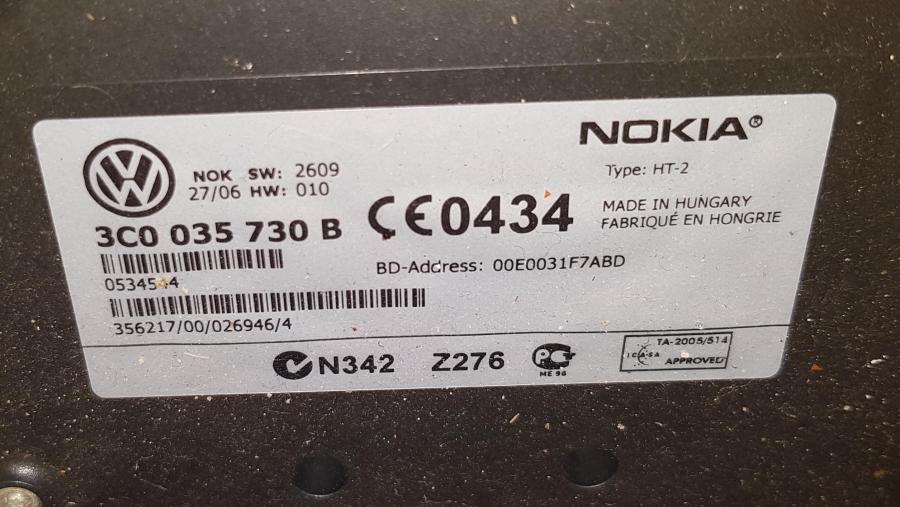 NOKIA®
NOK SW: 2609
27/06 HW: 010
Type: HT-2
3C0 035 730 B
CE0434
MADE IN HUNGARY
FABRIQUÉ EN HONGRIE
BD-Address: 00E0031F7ABD
356217/00/026946/4
N342 Z276
ME 96
TA-2005/514
ICASA
APPROVED